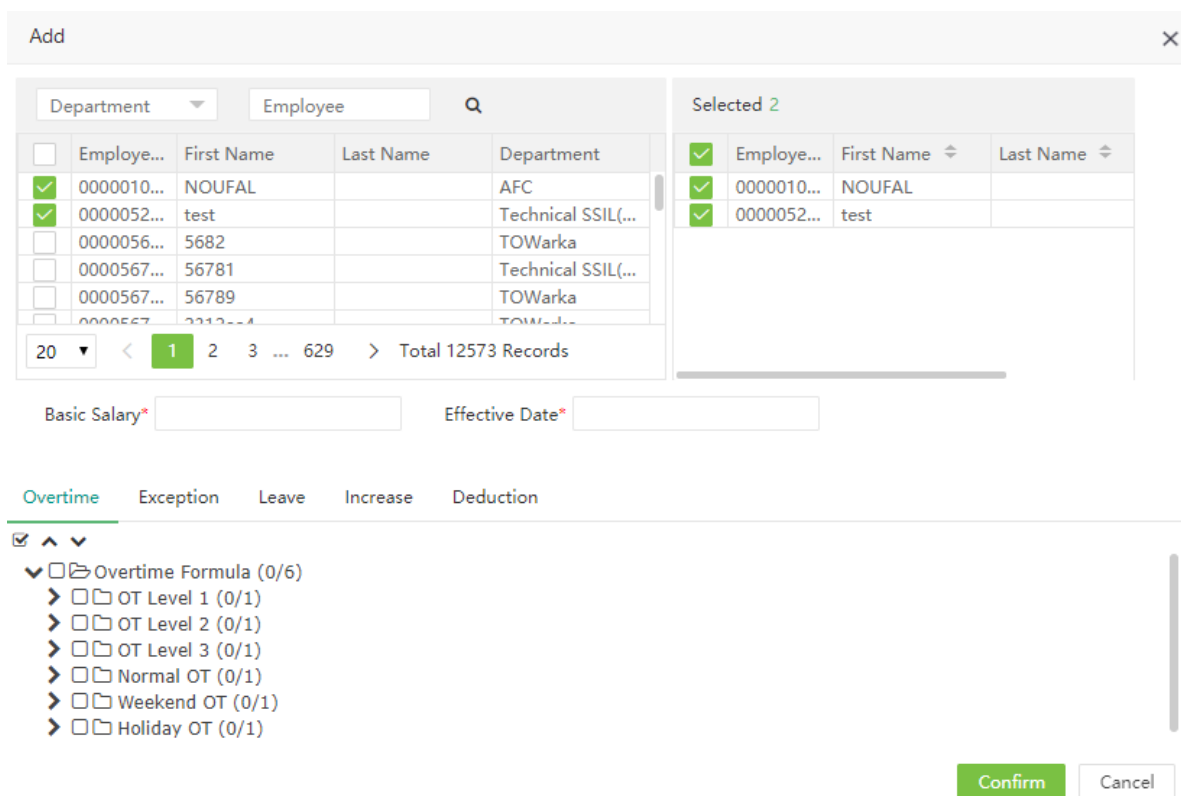 Add
Department Employee
Selected 2
Employe... First Name Last Name Department
0000010... NOUFAL AFC
0000052... test Technical SSIL(...
0000056... 5682 TOWarka
0000567... 56781 Technical SSIL(...
0000567... 56789 TOWarka
Employe... First Name Last Name
0000010... NOUFAL
0000052... test
20 1 2 3 ... 629 Total 12573 Records
Basic Salary* Effective Date*
Overtime Exception Leave Increase Deduction
Overtime Formula (0/6)
OT Level 1 (0/1)
OT Level 2 (0/1)
OT Level 3 (0/1)
Normal OT (0/1)
Weekend OT (0/1)
Holiday OT (0/1)
Confirm Cancel